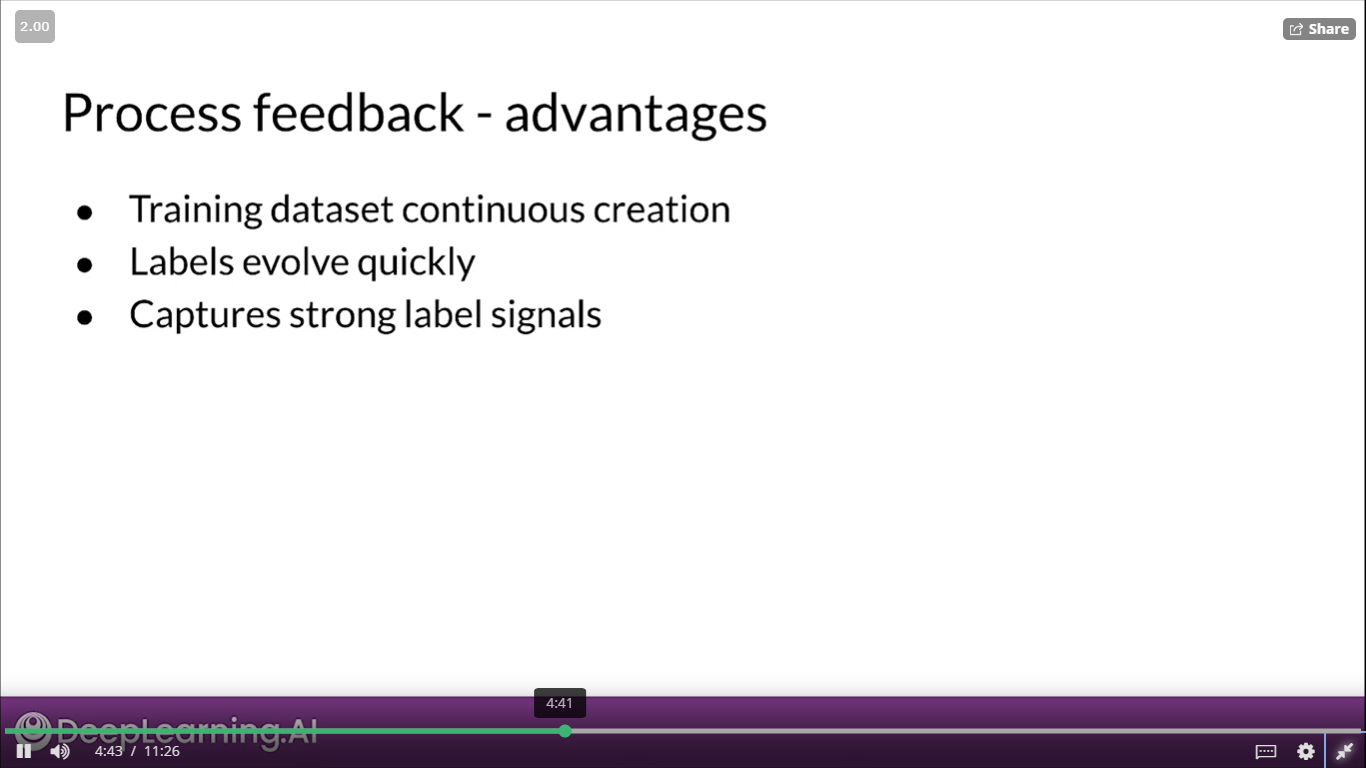 2.00
Share
Process feedback - advantages
● Training dataset continuous creation
● Labels evolve quickly
● Captures strong label signals
4:41
DeepLearning.AI
4:43 / 11:26